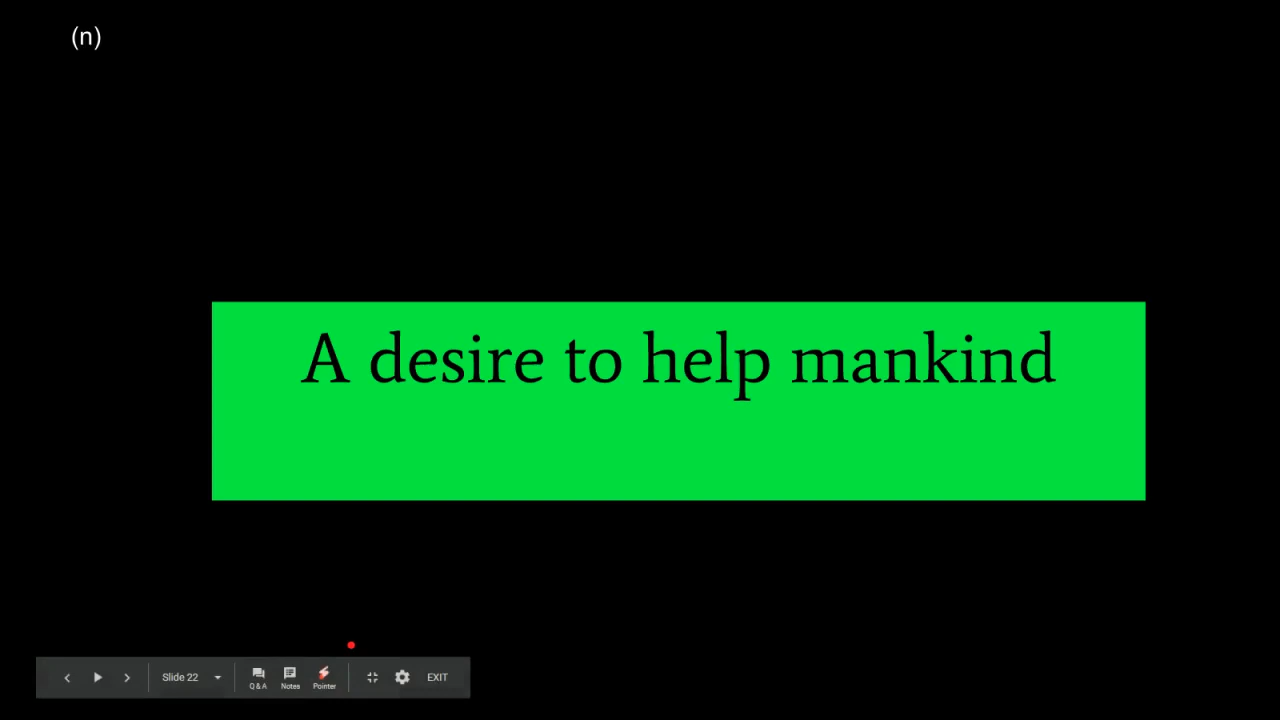 (n)
A desire to help mankind
Slide 22
Q & A Notes Pointer
EXIT